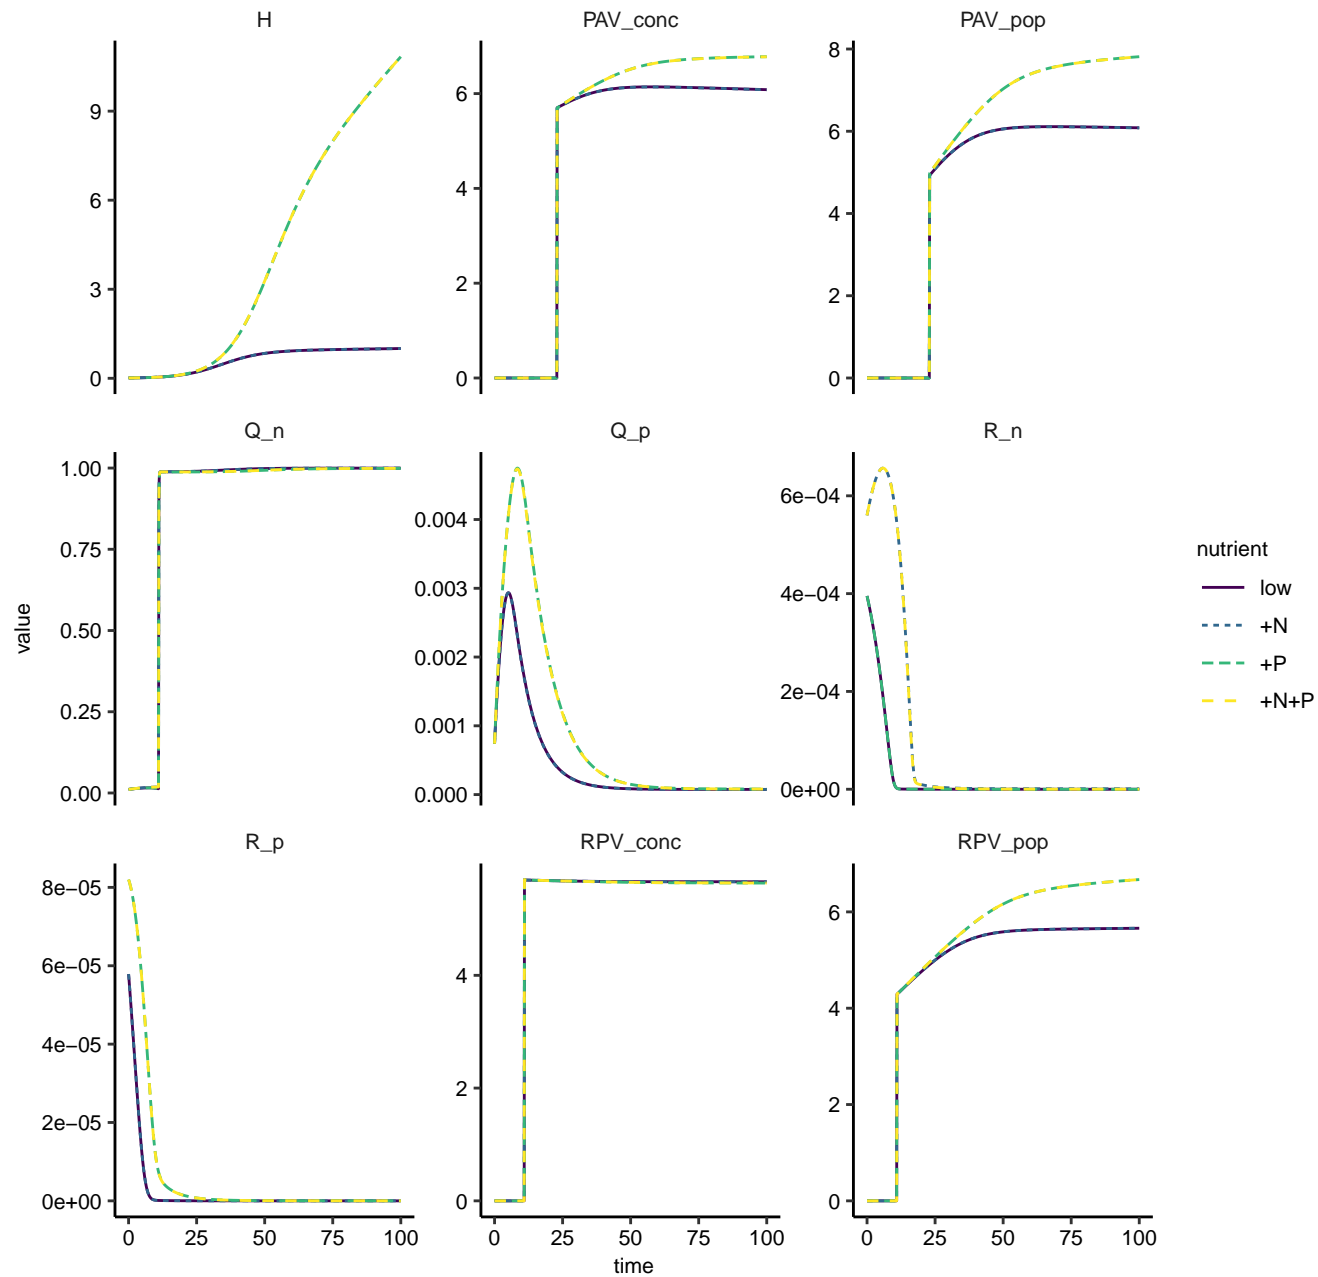 H
PAV_conc
PAV_pop
9
6
3
0
6
4
2
0
8
6
4
2
0
Q_n
Q_p
R_n
1.00
0.75
0.50
0.25
0.00
0.004
0.003
0.002
0.001
0.000
6e−04
4e−04
2e−04
0e+00
R_p
RPV_conc
RPV_pop
8e−05
6e−05
4e−05
2e−05
0e+00
4
2
0
6
4
2
0
0 25 50 75 100
0 25 50 75 100
0 25 50 75 100
time
value
nutrient
low
+N
+P
+N+P